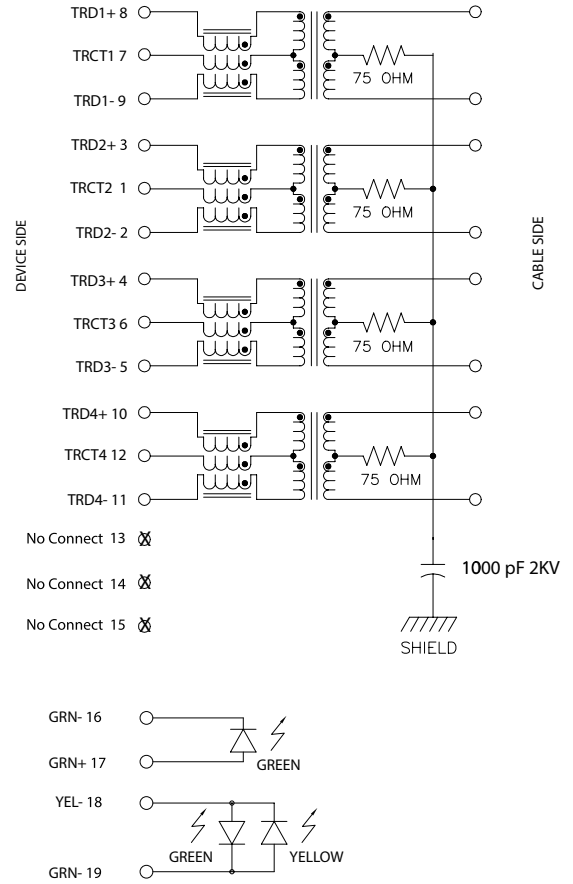 TRD1+ 8
TRCT1 7
75 OHM
TRD1- 9
TRD2+ 3
TRCT2 1
75 OHM
TRD2- 2
DEVICE SIDE
CABLE SIDE
TRD3+ 4
TRCT3 6
75 OHM
TRD3- 5
TRD4+ 10
TRCT4 12
75 OHM
TRD4- 11
No Connect 13
1000 pF 2KV
No Connect 14
No Connect 15
SHIELD
GRN- 16
GRN+ 17
GREEN
YEL- 18
GREEN
YELLOW
GRN- 19